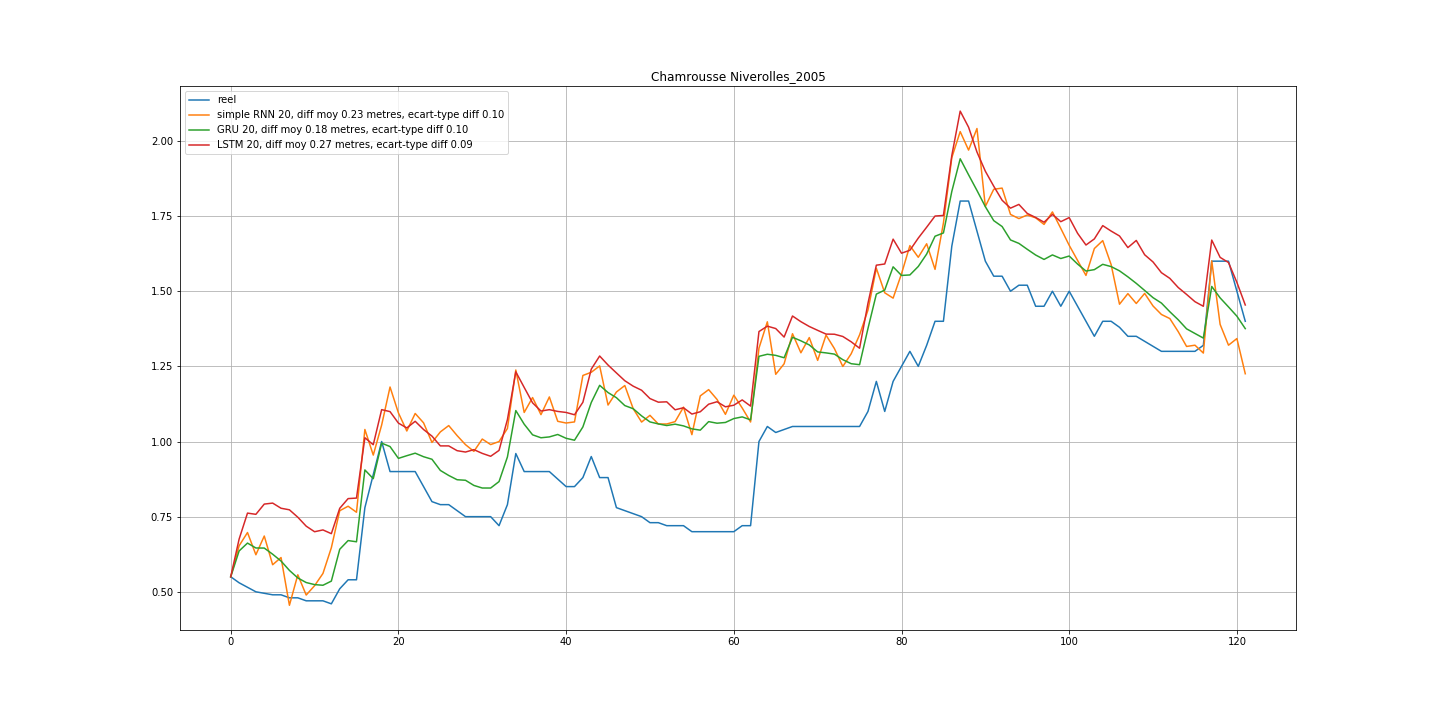 Chamrousse Niverolles_2005
reel
simple RNN 20, diff moy 0.23 metres, ecart-type diff 0.10
GRU 20, diff moy 0.18 metres, ecart-type diff 0.10
LSTM 20, diff moy 0.27 metres, ecart-type diff 0.09
2.00
1.75
1.50
1.25
1.00
0.75
0.50
0 20 40 60 80 100 120